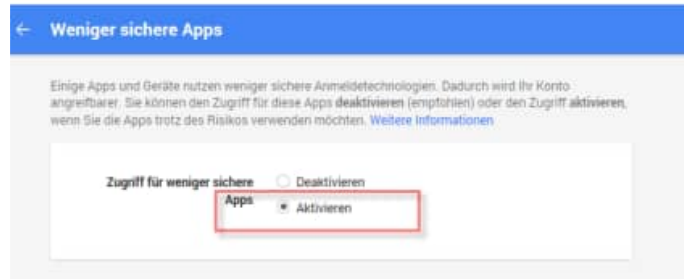 Weniger sichere Apps
Einige Apps und Geräte nutzen weniger sichere Anmeldetechnologien. Dadurch wird Ihr Konto
angreifbarer. Sie können den Zugriff für diese Apps deaktivieren (empfohlen) oder den Zugriff aktivieren,
wenn Sie die Apps trotz des Risikos verwenden möchten. Weitere Informationen
Zugriff für weniger sichere Deaktivieren
Apps Aktivieren